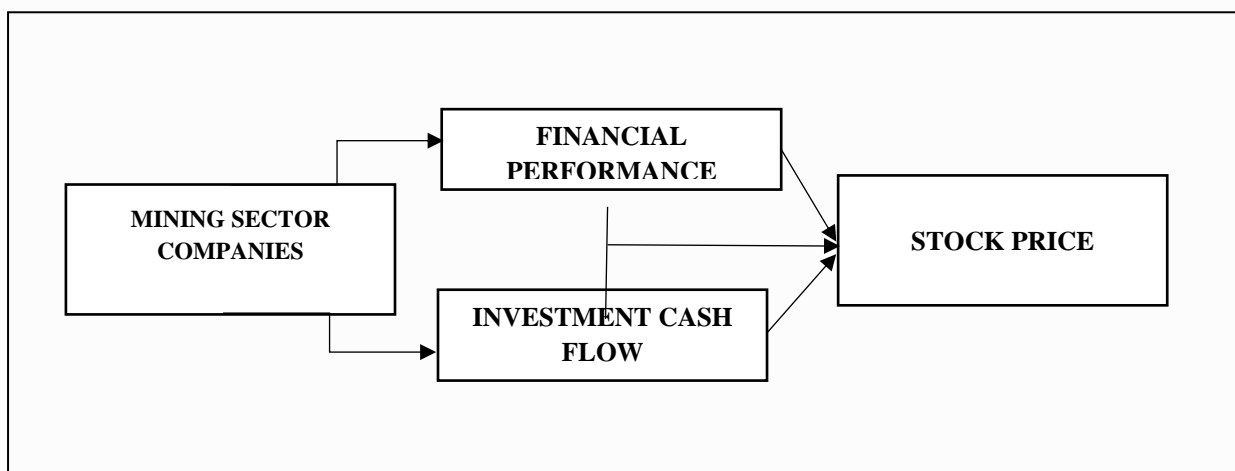 FINANCIAL
PERFORMANCE
MINING SECTOR
COMPANIES
STOCK PRICE
INVESTMENT CASH
FLOW